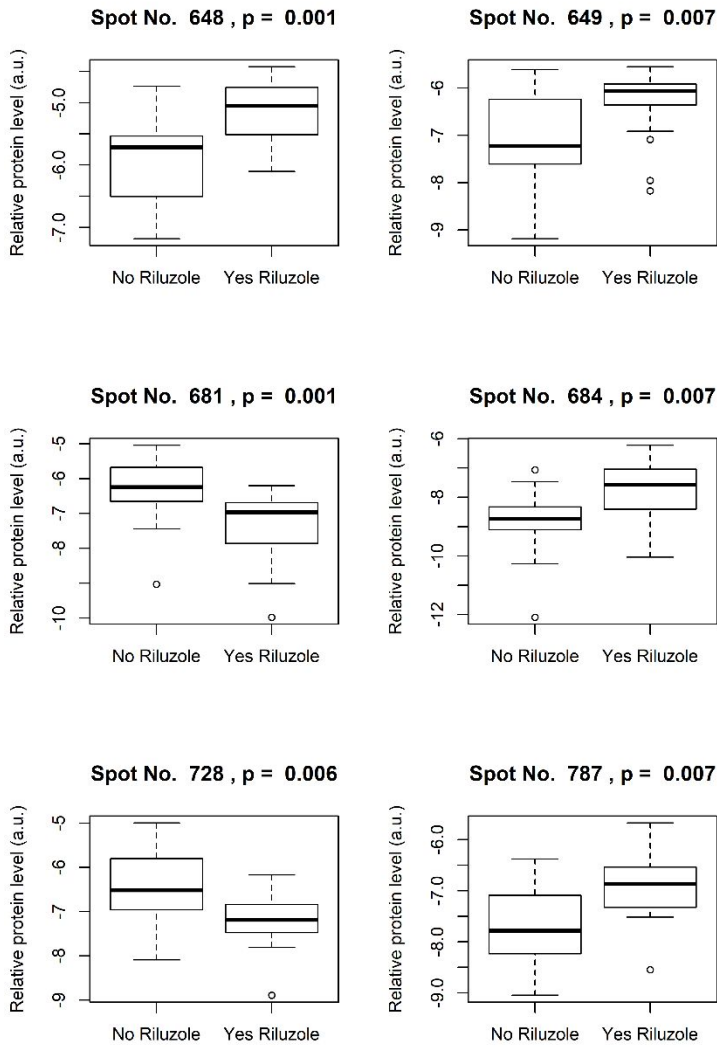 Spot No. 648 , p = 0.001
Relative protein level (a.u.)
-5.0
-6.0
-7.0
No Riluzole
Yes Riluzole
Spot No. 649 , p = 0.007
Relative protein level (a.u.)
-6
-7
-8
-9
No Riluzole
Yes Riluzole
Spot No. 681 , p = 0.001
Relative protein level (a.u.)
-5
-6
-7
-8
-10
No Riluzole
Yes Riluzole
Spot No. 684 , p = 0.007
Relative protein level (a.u.)
-6
-8
-10
-12
No Riluzole
Yes Riluzole
Spot No. 728 , p = 0.006
Relative protein level (a.u.)
-5
-6
-7
-8
-9
No Riluzole
Yes Riluzole
Spot No. 787 , p = 0.007
Relative protein level (a.u.)
-6.0
-7.0
-8.0
-9.0
No Riluzole
Yes Riluzole